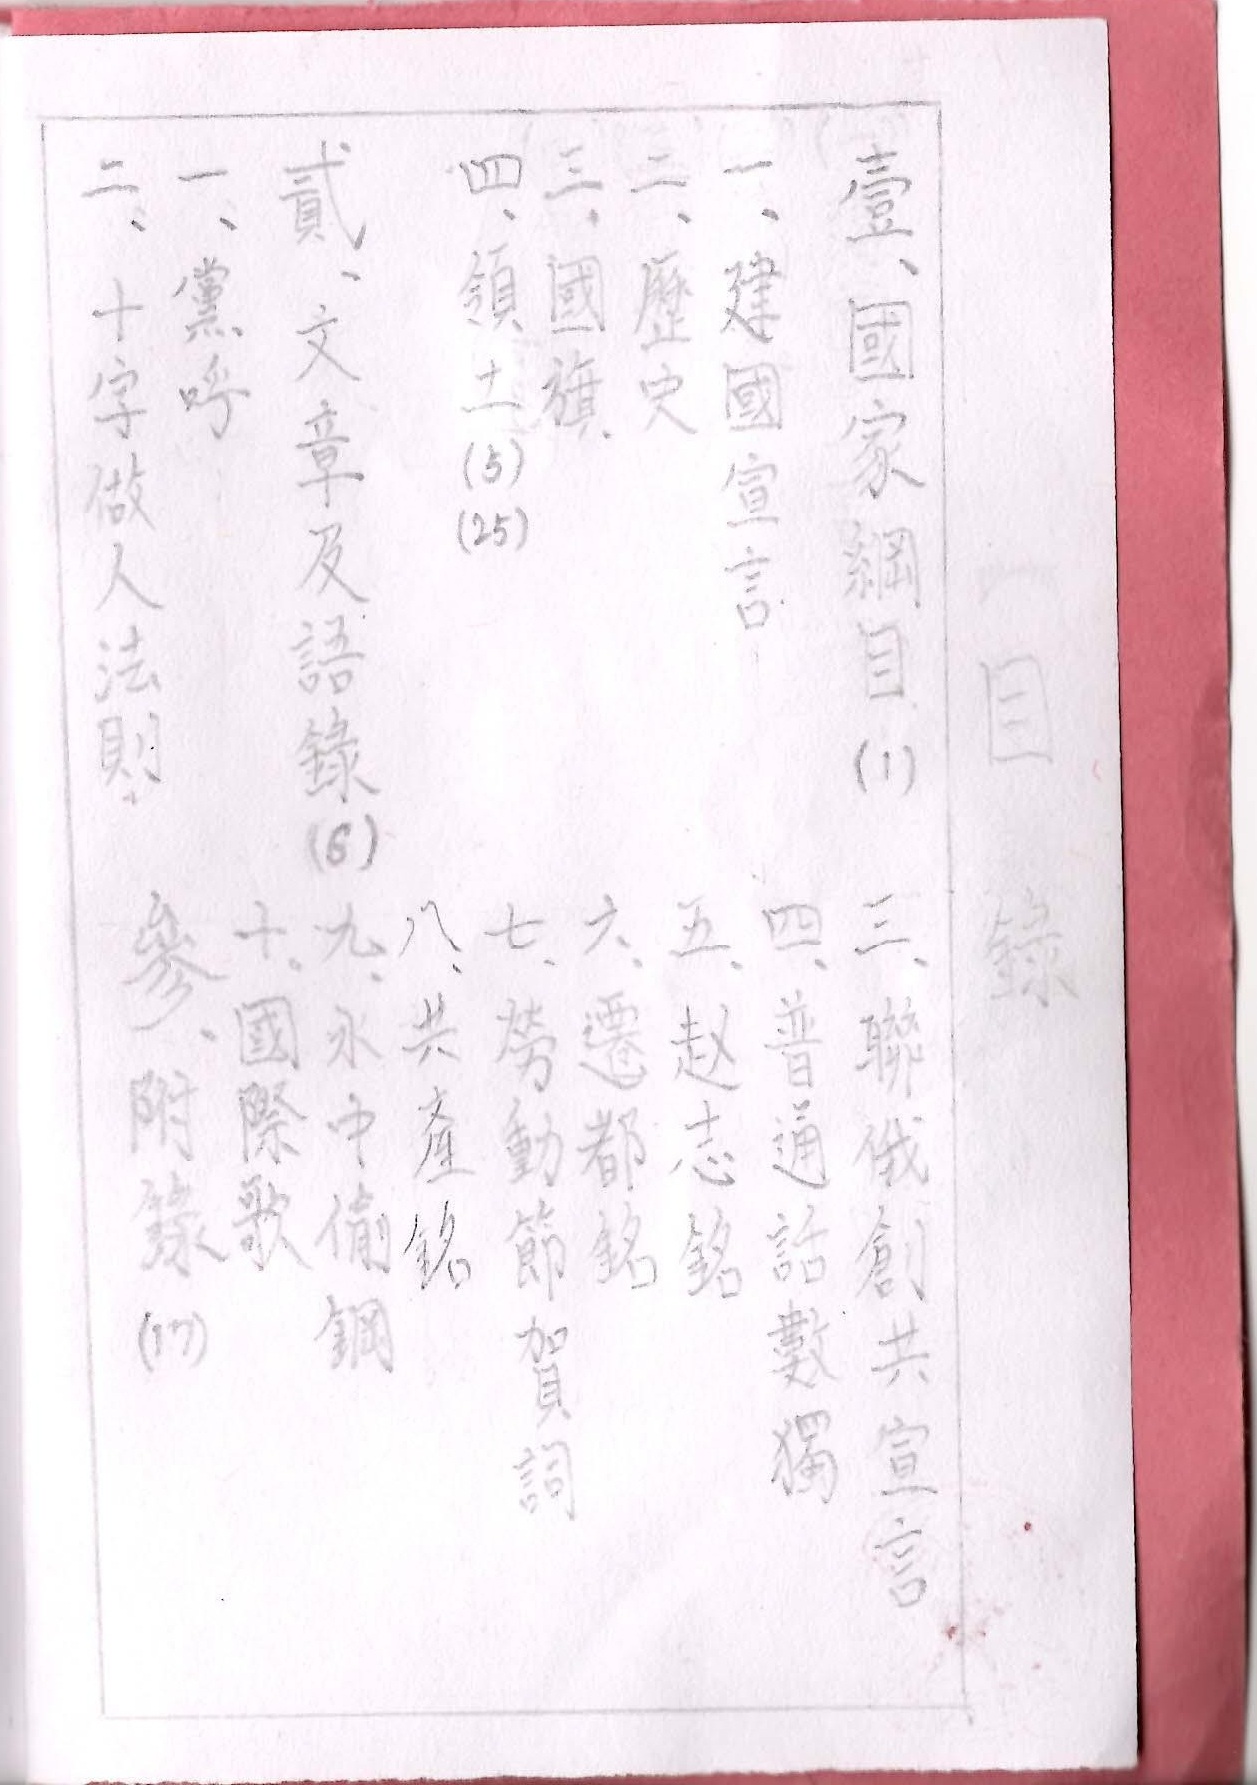 目錄
壹、國家綱目(1)
一、建國宣言
二、歷史
三、國旗
四、領土(5)(25)
貳、文章及語錄(6)
一、黨呼
二、十字做人法則
三、聯俄創共宣言
四、普通話數獨
五、赵志銘
六、遷都銘
七、勞動節賀詞
八、共產銘
九、永中偷鋼
十、國際歌
參、附錄(17)